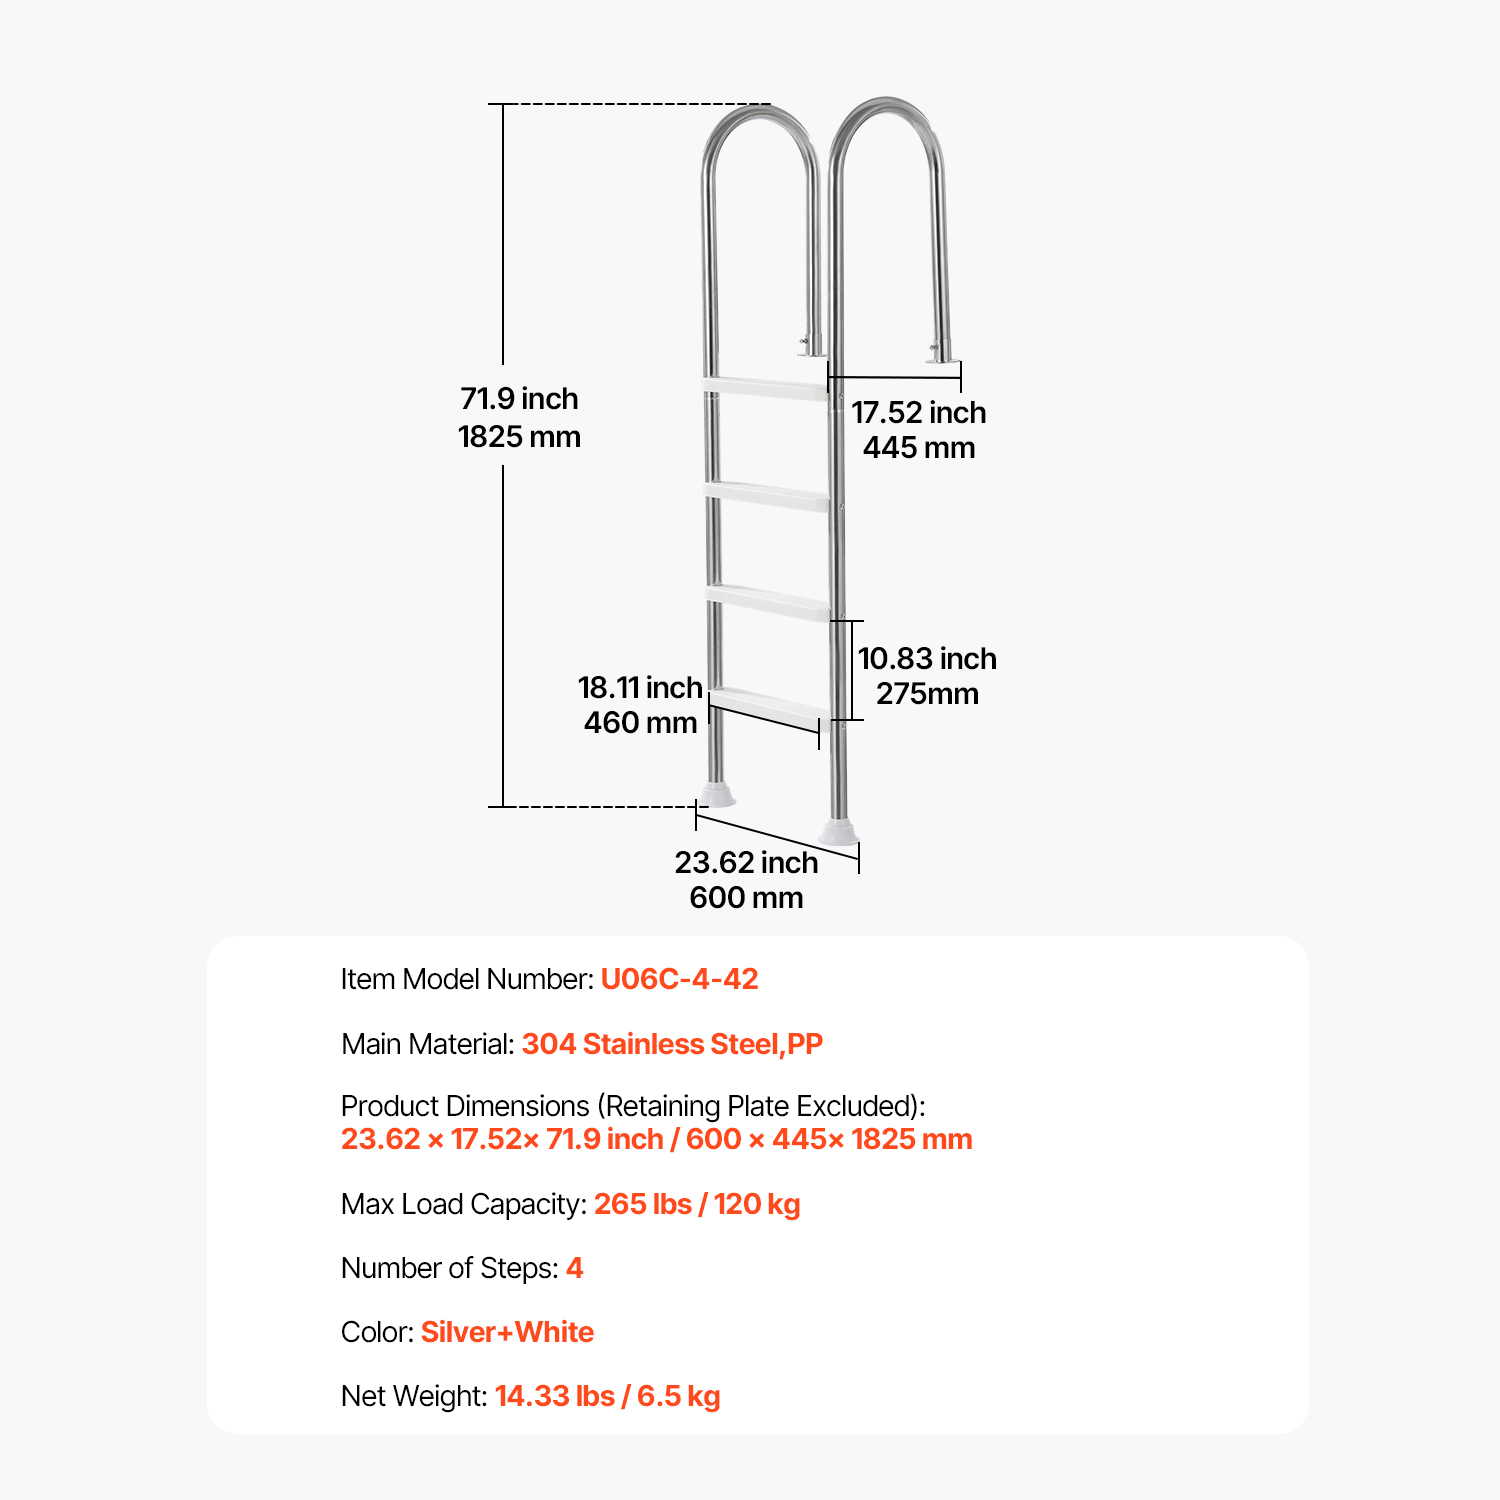 71.9 inch
1825 mm
17.52 inch
445 mm
10.83 inch
275mm
18.11 inch
460 mm
23.62 inch
600 mm
Item Model Number: U06C-4-42
Main Material: 304 Stainless Steel,PP
Product Dimensions (Retaining Plate Excluded):
23.62 × 17.52× 71.9 inch / 600 × 445× 1825 mm
Max Load Capacity: 265 lbs / 120 kg
Number of Steps: 4
Color: Silver+White
Net Weight: 14.33 lbs / 6.5 kg